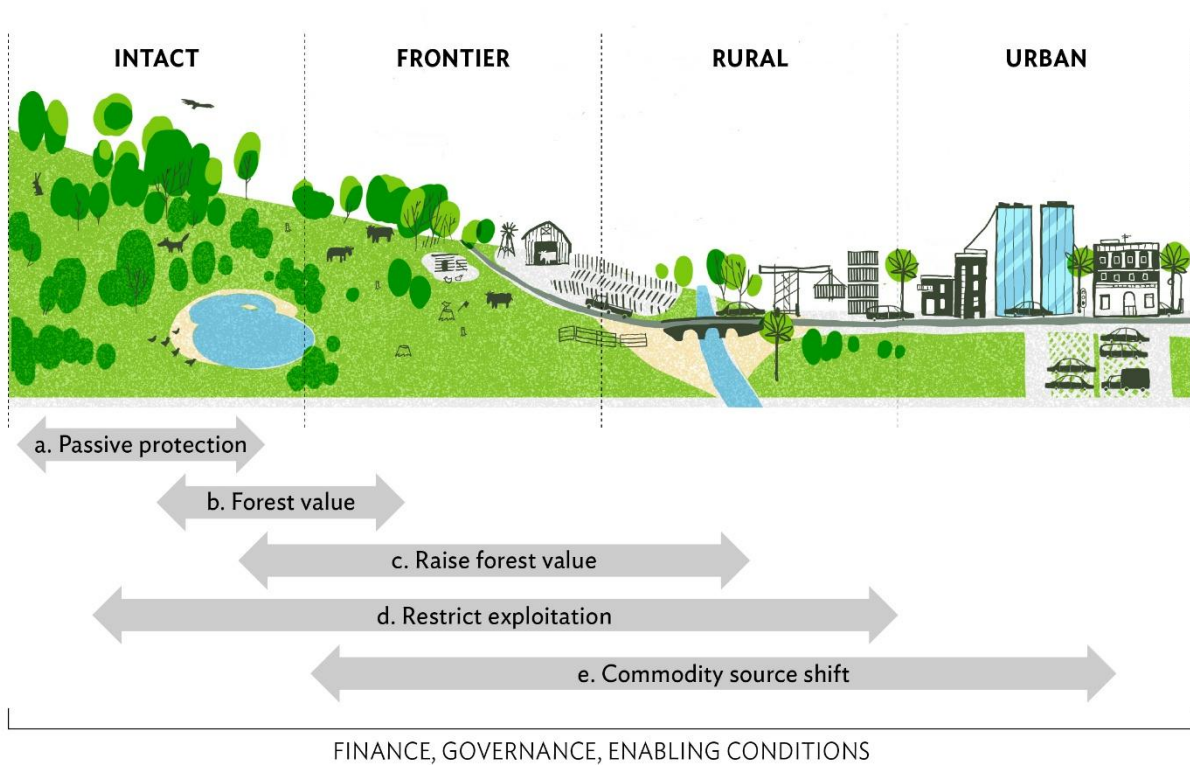 INTACT
FRONTIER
RURAL
URBAN
a. Passive protection
b. Forest value
c. Raise forest value
d. Restrict exploitation
e. Commodity source shift
FINANCE, GOVERNANCE, ENABLING CONDITIONS